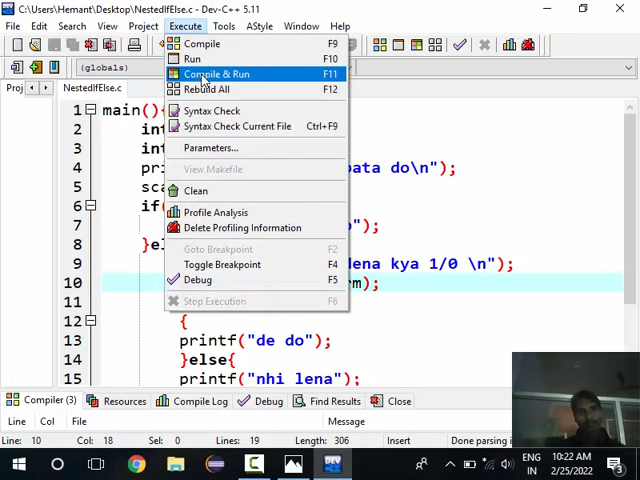 C:\Users\Hemant\Desktop\NestedIfElse.c - Dev-C++ 5.11
File Edit Search View Project Execute Tools AStyle Window Help
Compile F9
Run F10
Compile & Run F11
Rebuild All F12
Syntax Check
Syntax Check Current File Ctrl+F9
Parameters...
View Makefile
Clean
Profile Analysis
Delete Profiling Information
Goto Breakpoint F2
Toggle Breakpoint F4
Debug F5
Stop Execution F6
(globals)
Proj
NestedIfElse.c
1 main(){
2 int
3 int
4 pri bata do\n");
5 sca
6 if(
7 o");
8 }el
9 lena kya 1/0 \n");
10 rm);
11
12 {
13 printf("de do");
14 }else{
15 printf("nhi lena");
Compiler (3) Resources Compile Log Debug Find Results Close
Line Col File Message
Line: 10 Col: 18 Sel: 0 Lines: 19 Length: 306 Insert Done parsing i
DEV
ENG
IN
10:22 AM
2/25/2022
3